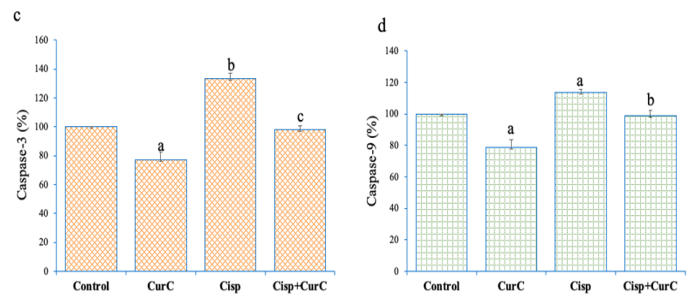 c
160
140
120
100
80
60
40
20
0
Caspase-3 (%)
a
b
c
Control CurC Cisp Cisp+CurC
d
140
120
100
80
60
40
20
0
Caspase-9 (%)
a
a
b
Control CurC Cisp Cisp+CurC